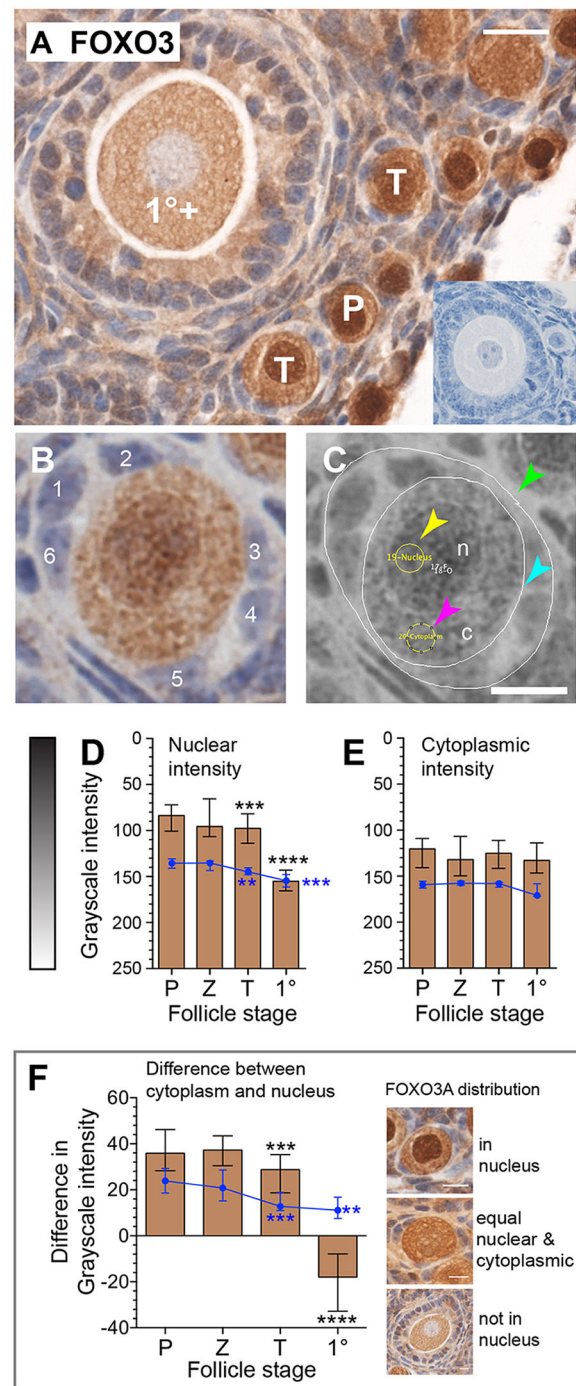 A FOXO3
1°+
T
P
T
B
1
2
3
4
5
6
C
19-Nucleus
n
20-Cytoplasm
c
D
Nuclear
intensity
Grayscale intensity
0
50
100
150
200
250
***
****
**
***
P Z T 1°
Follicle stage
E
Cytoplasmic
intensity
0
50
100
150
200
250
P Z T 1°
Follicle stage
F
Difference between
cytoplasm and nucleus
Difference in
Grayscale intensity
60
40
20
0
-20
-40
***
***
**
****
P Z T 1°
Follicle stage
FOXO3A distribution
in
nucleus
equal
nuclear &
cytoplasmic
not in
nucleus